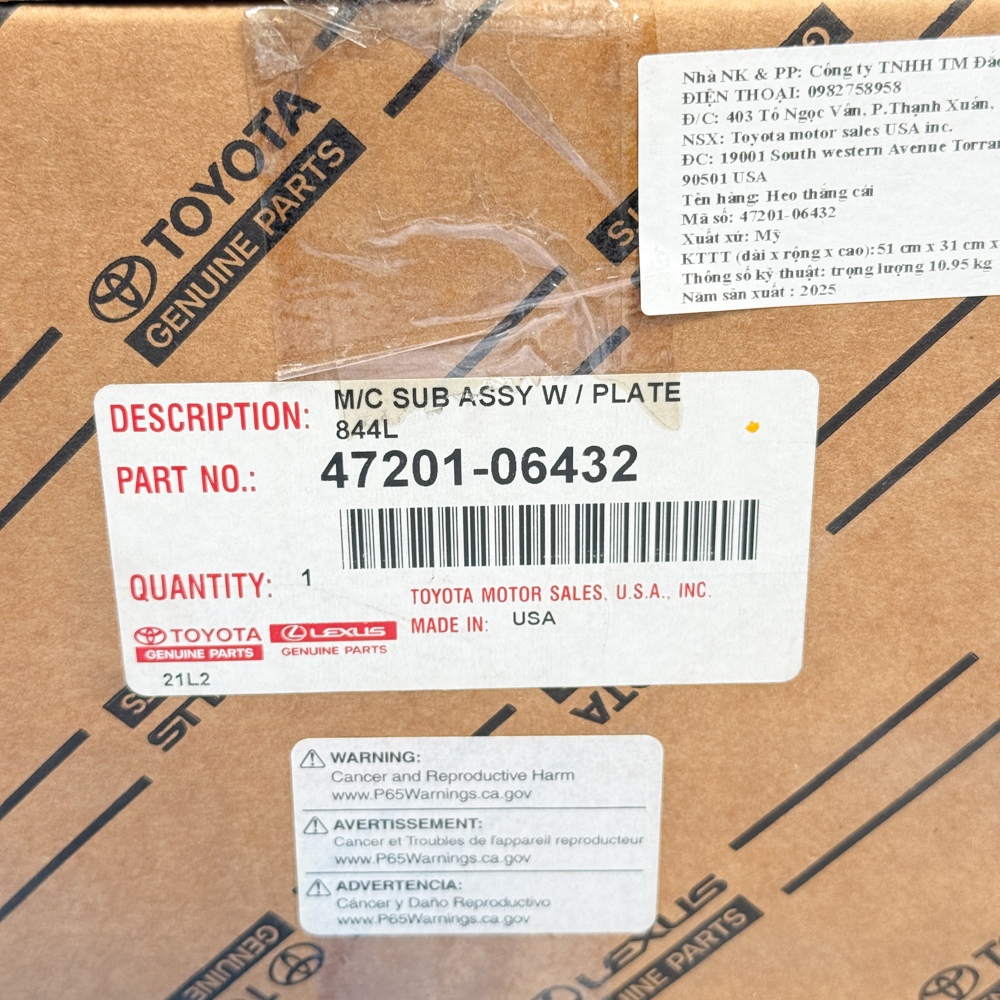 TOYOTA
GENUINE PARTS
Nhà NK & PP: Công ty TNHH TM
ĐIỆN THOẠI: 0982758958
Đ/C: 403 Tô Ngọc Vân, P.Thạnh Xuân,
NSX: Toyota motor sales USA inc.
ĐC: 19001 South western Avenue
90501 USA
Tên hàng: Heo thắng cái
Mã số: 47201-06432
Xuất xứ: Mỹ
KTTT (dài x rộng x cao):51 cm x 31 cm x
Thông số kỹ thuật: trọng lượng 10.95 kg
Năm sản xuất : 2025
DESCRIPTION: M/C SUB ASSY W / PLATE
844L
PART NO.: 47201-06432
QUANTITY: 1
TOYOTA MOTOR SALES, U.S.A., INC.
MADE IN: USA
TOYOTA
GENUINE PARTS
LEXUS
GENUINE PARTS
21L2
WARNING:
Cancer and Reproductive Harm
www.P65Warnings.ca.gov
AVERTISSEMENT:
Cancer et Troubles de l'appareil reproducteur
www.P65Warnings.ca.gov
ADVERTENCIA:
Cáncer y Daño Reproductivo
www.P65Warnings.ca.gov
GENUINE
LEXUS
GENUINE PARTS